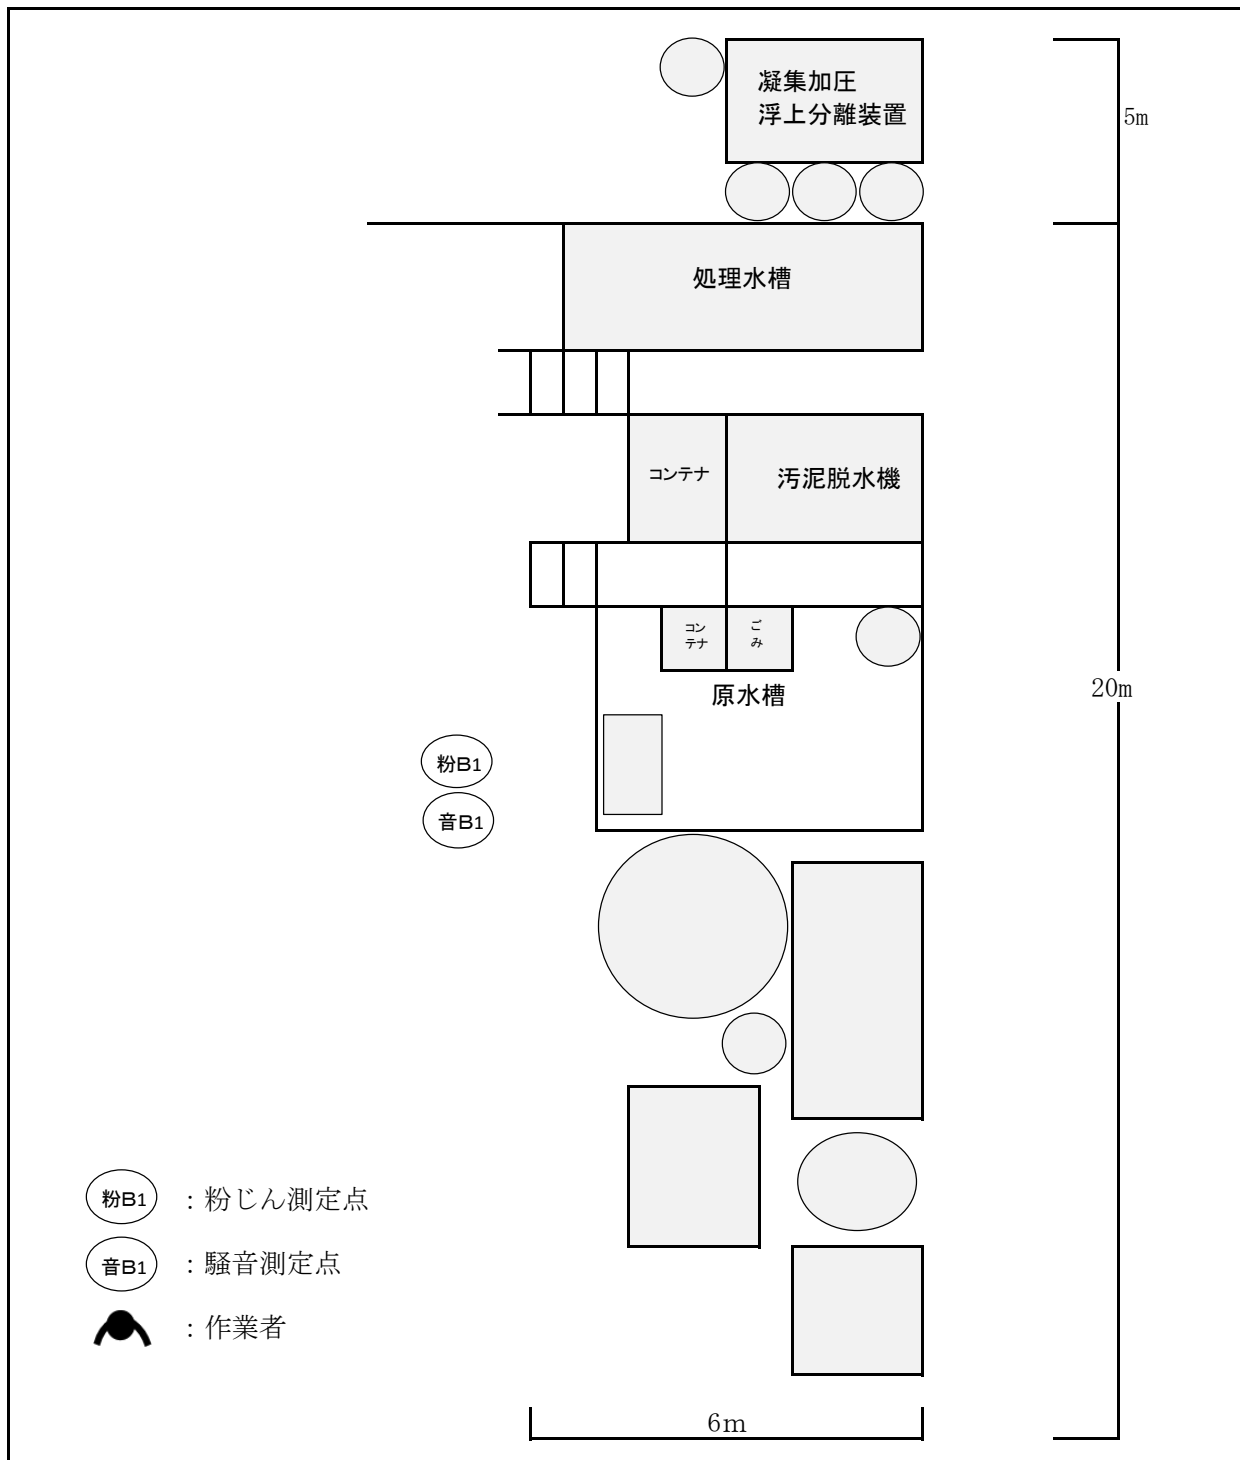 凝集加圧
浮上分離装置
5m
処理水槽
コンテナ
汚泥脱水機
コン
テナ
ご
み
20m
原水槽
粉B1
音B1
粉B1 ：粉じん測定点
音B1 ：騒音測定点
：作業者
6m